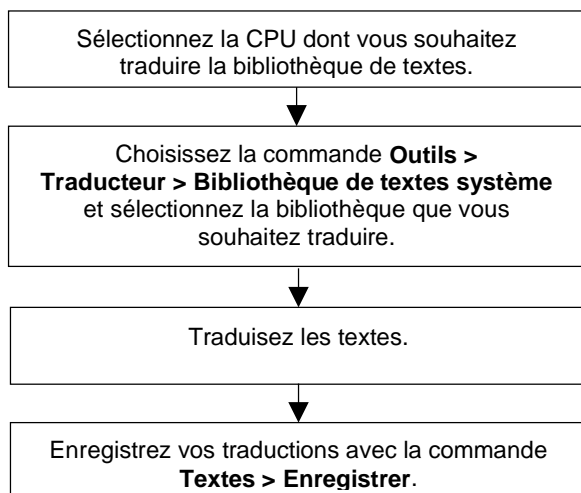 Sélectionnez la CPU dont vous souhaitez
traduire la bibliothèque de textes.
Choisissez la commande Outils >
Traducteur > Bibliothèque de textes système
et sélectionnez la bibliothèque que vous
souhaitez traduire.
Traduisez les textes.
Enregistrez vos traductions avec la commande
Textes > Enregistrer.